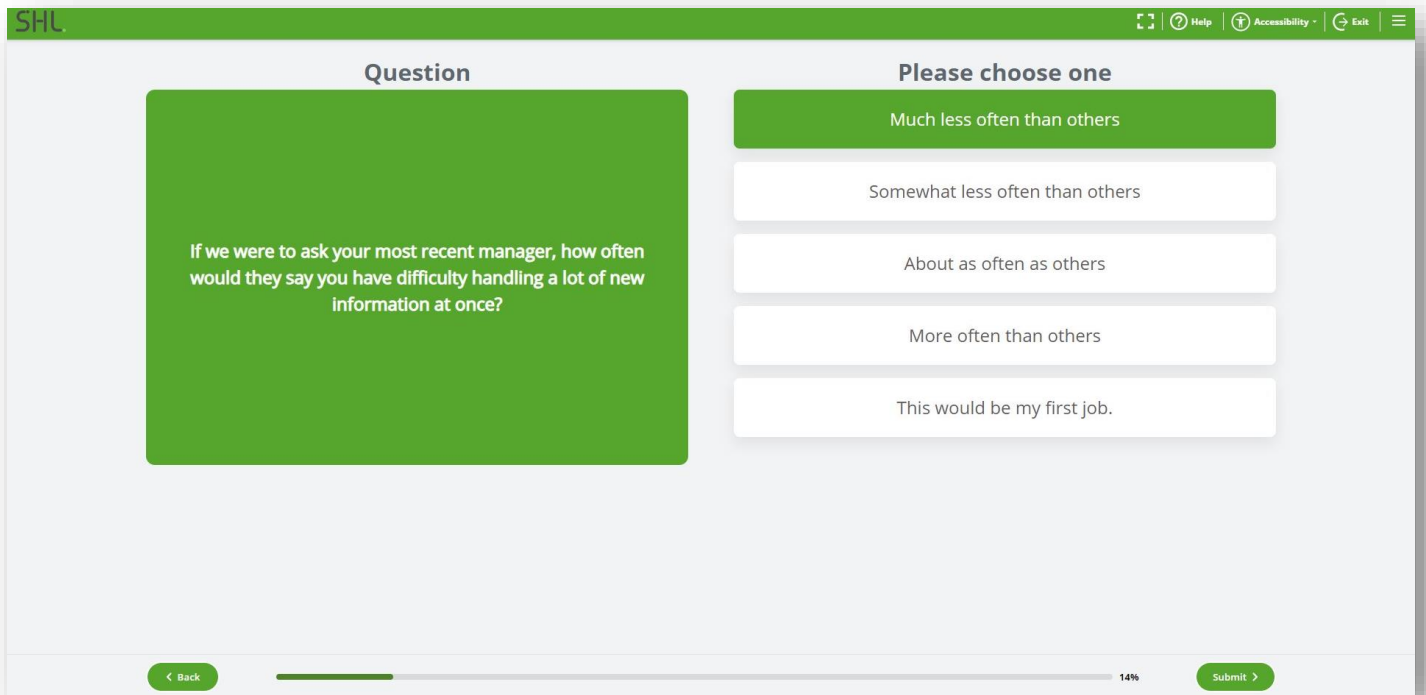 SHL.
Help
Accessibility
Exit
Question
Please choose one
If we were to ask your most recent manager, how often
would they say you have difficulty handling a lot of new
information at once?
Much less often than others
Somewhat less often than others
About as often as others
More often than others
This would be my first job.
Back
14%
Submit